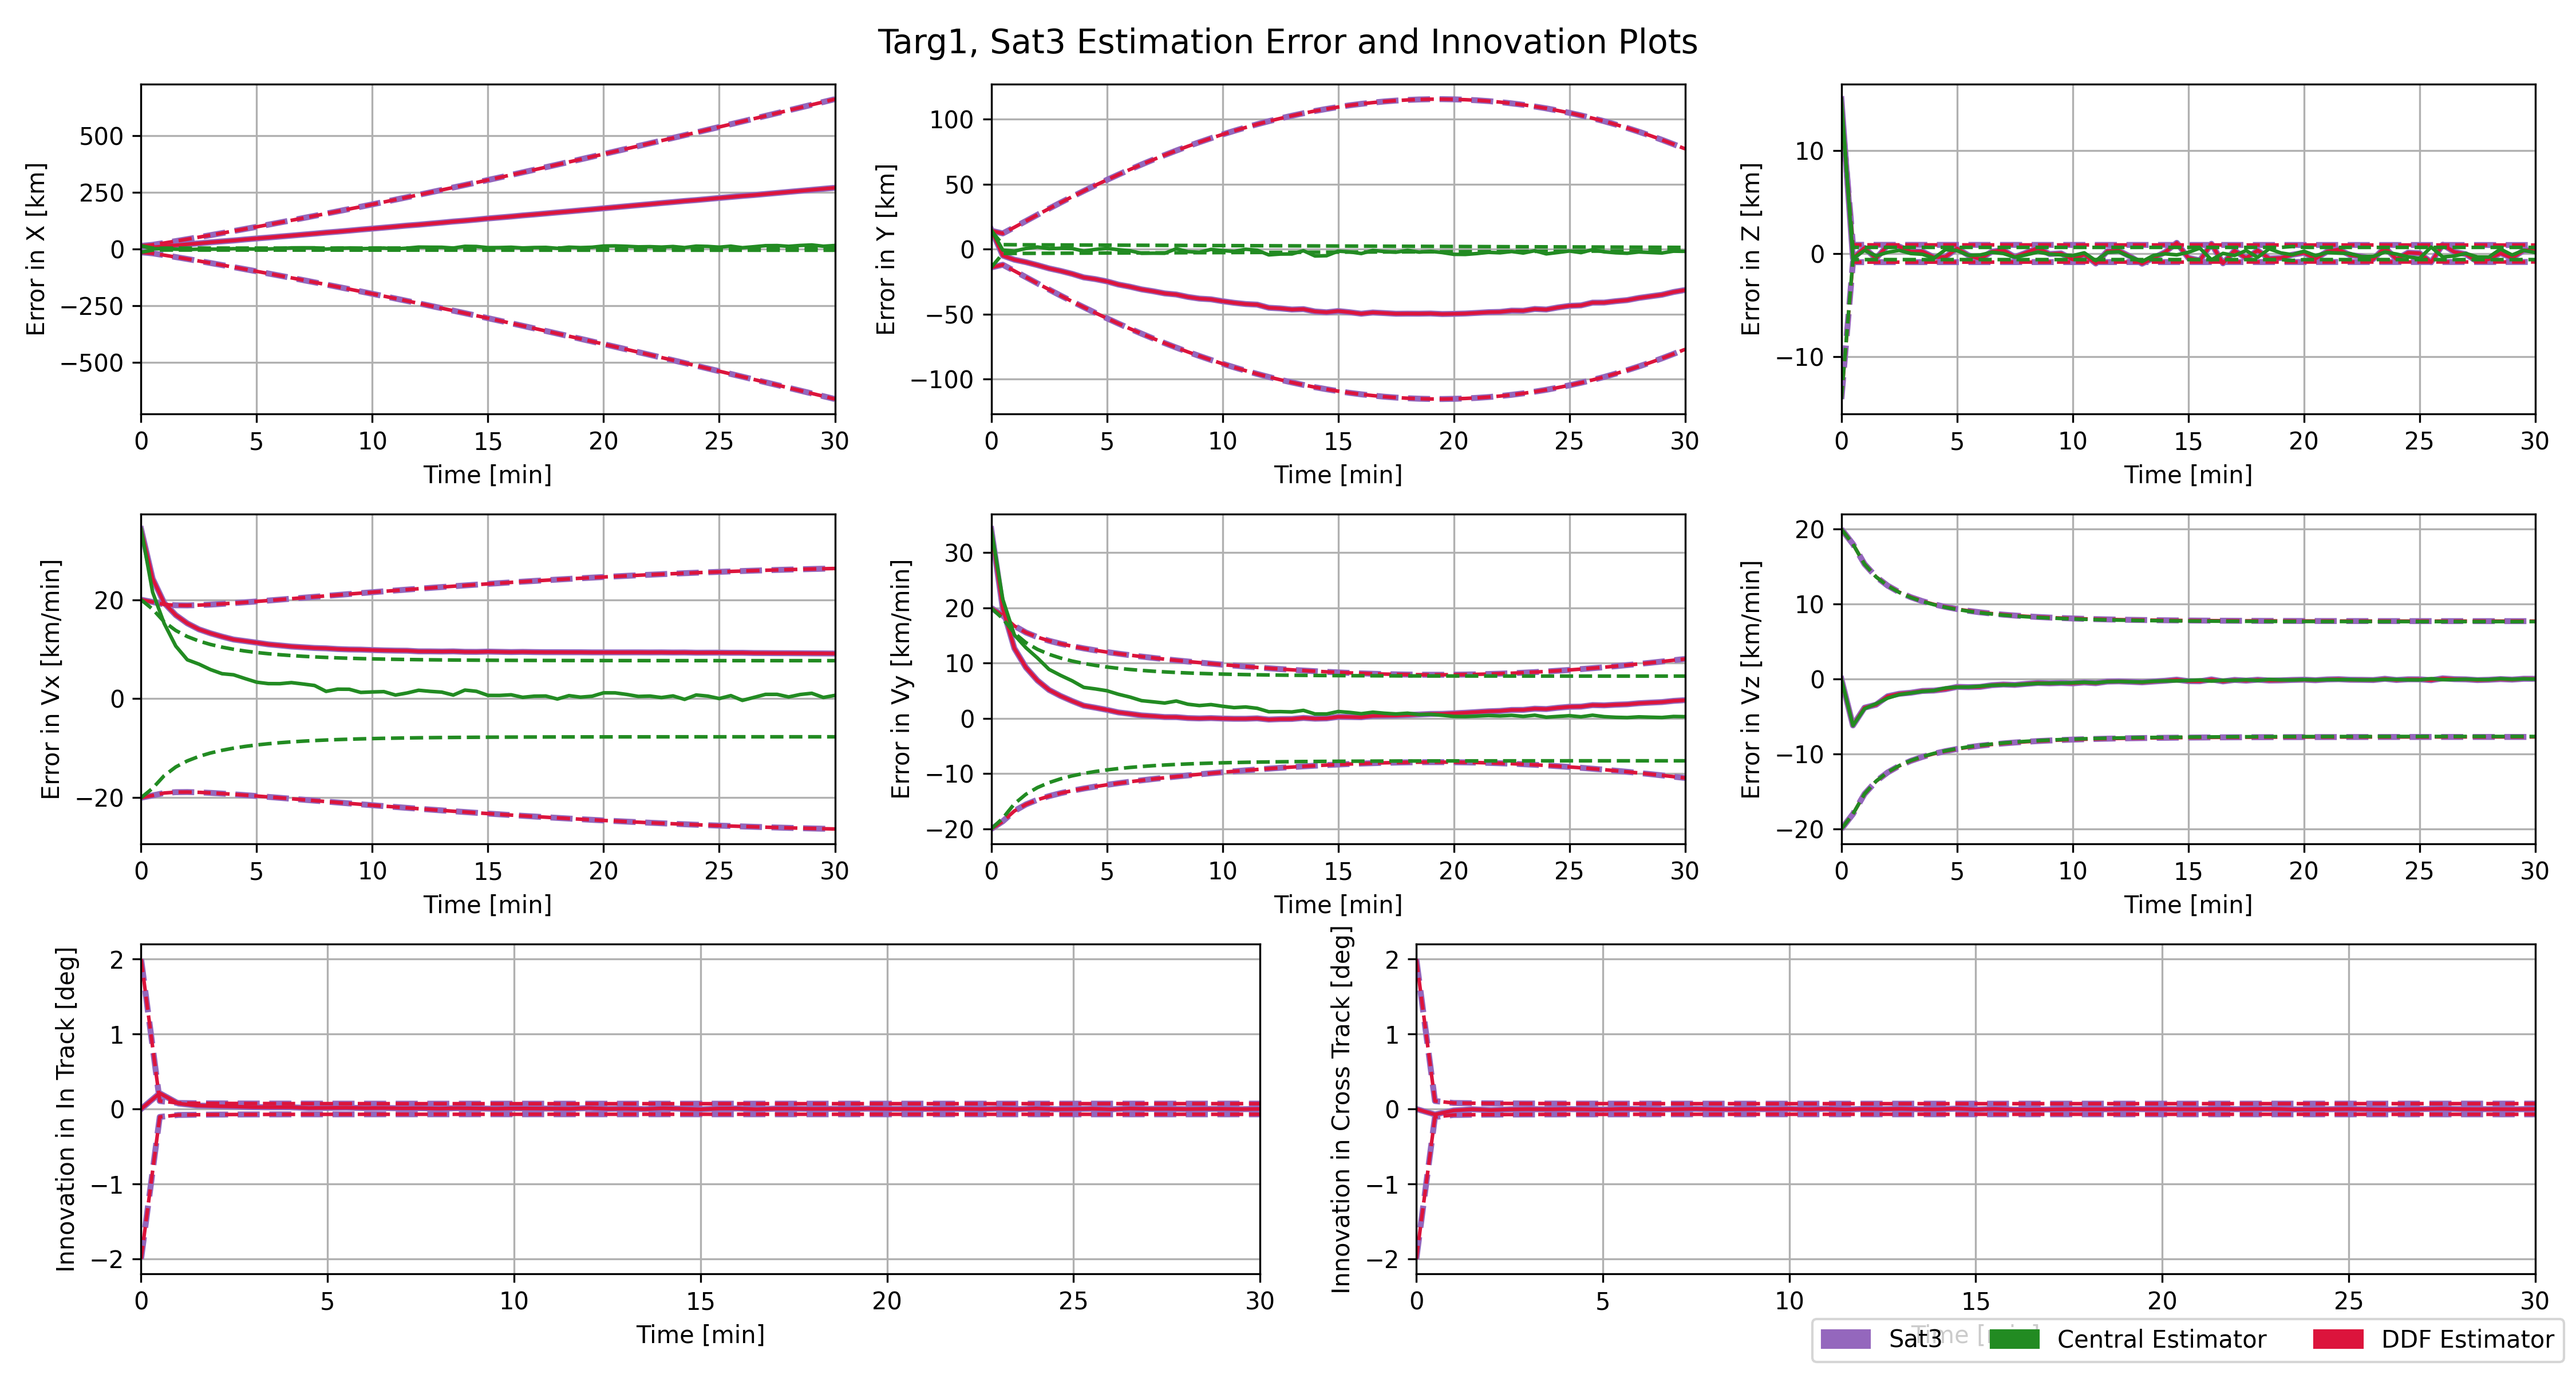 Targ1, Sat3 Estimation Error and Innovation Plots
Error in X [km]
500
250
0
−250
−500
0 5 10 15 20 25 30
Time [min]
Error in Y [km]
100
50
0
−50
−100
0 5 10 15 20 25 30
Time [min]
Error in Z [km]
10
0
−10
0 5 10 15 20 25 30
Time [min]
Error in Vx [km/min]
20
0
−20
0 5 10 15 20 25 30
Time [min]
Error in Vy [km/min]
30
20
10
0
−10
−20
0 5 10 15 20 25 30
Time [min]
Error in Vz [km/min]
20
10
0
−10
−20
0 5 10 15 20 25 30
Time [min]
Innovation in In Track [deg]
2
1
0
−1
−2
0 5 10 15 20 25 30
Time [min]
Innovation in Cross Track [deg]
2
1
0
−1
−2
0 5 10 15 20 25 30
Time [
Sat3 Central Estimator DDF Estimator